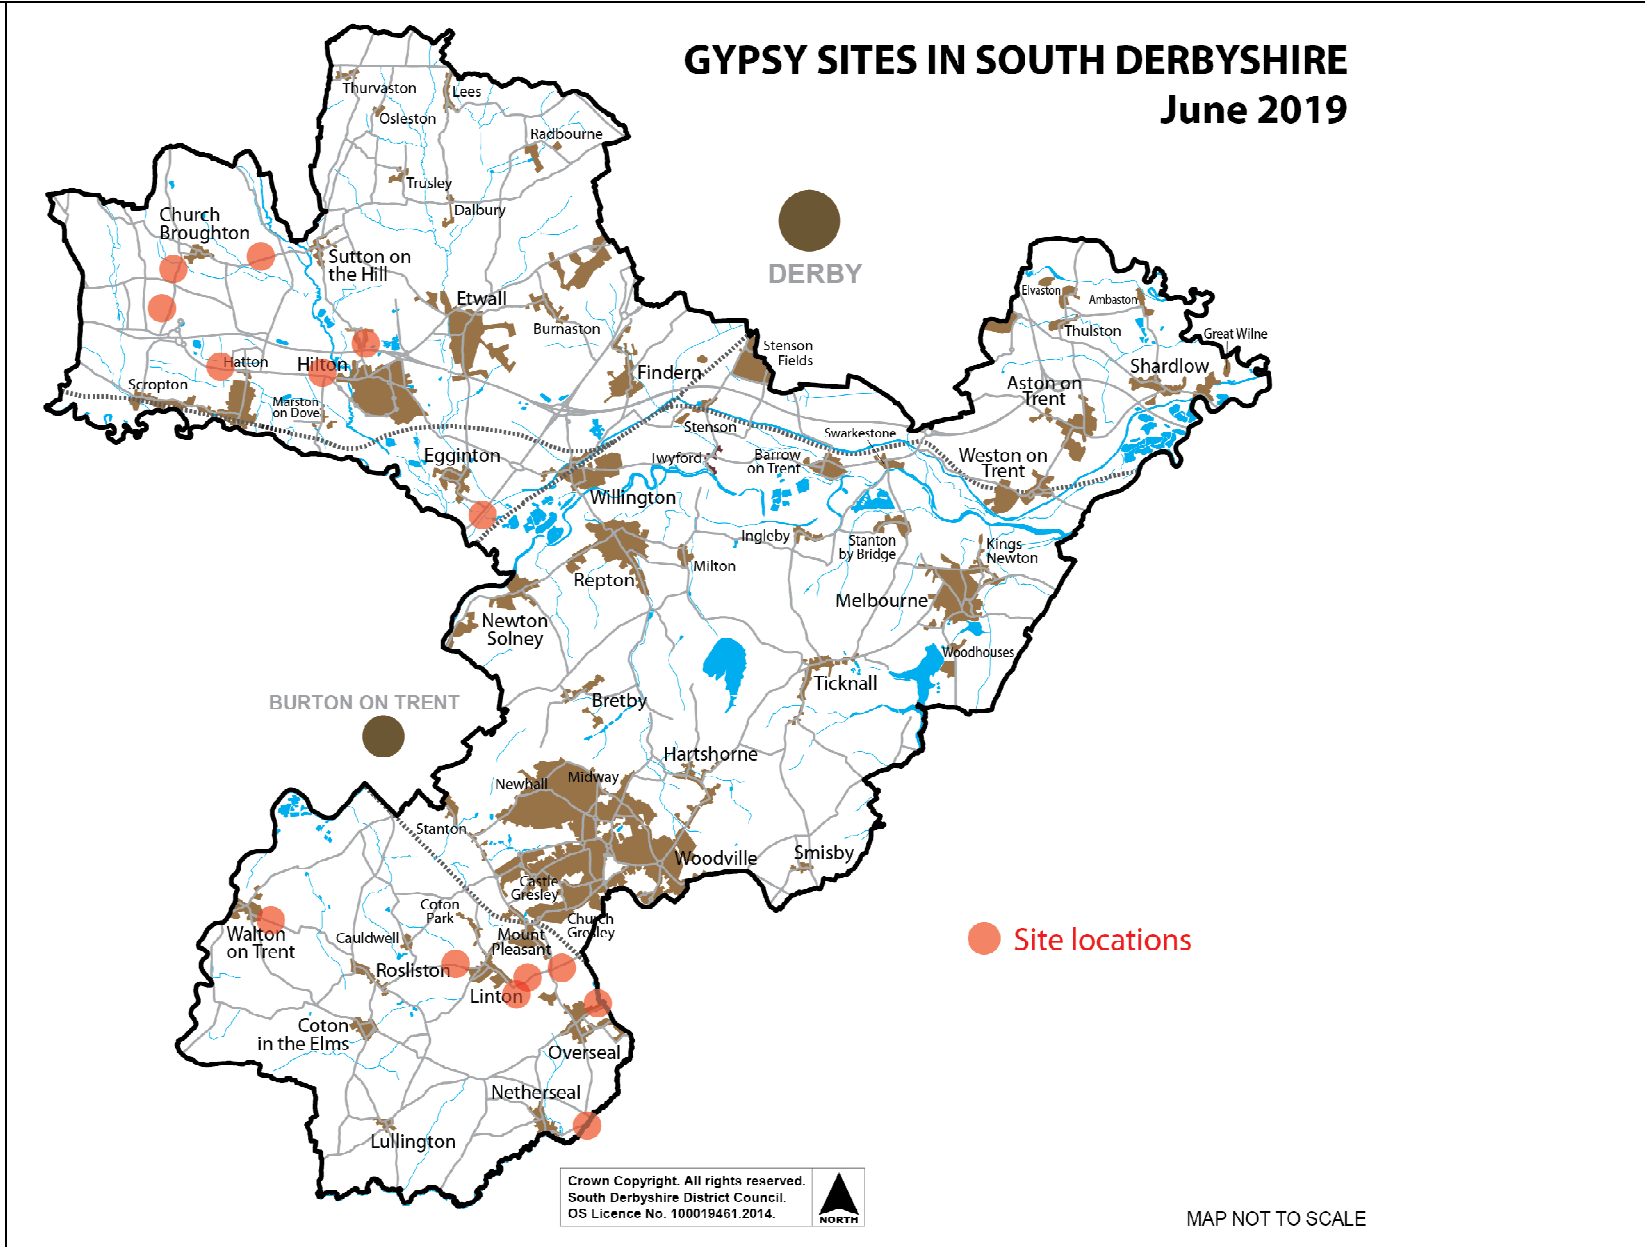 GYPSY SITES IN SOUTH DERBYSHIRE
June 2019
Thurvaston
Lees
Osleston
Radbourne
Trusley
Dalbury
Church
Broughton
Sutton on
the Hill
DERBY
Etwall
Burnaston
Elvaston
Ambaston
Thulston
Great Wilne
Stenson
Fields
Hatton
Hilton
Findern
Shardlow
Scropton
Aston on
Trent
Marston
on Dove
Stenson
Swarkestone
Egginton
Twyford
Barrow
on Trent
Weston on
Trent
Willington
Ingleby
Stanton
by Bridge
Kings
Newton
Repton
Milton
Melbourne
Newton
Solney
Woodhouses
Ticknall
Bretby
BURTON ON TRENT
Hartshorne
Newhall
Midway
Stanton
Woodville
Smisby
Castle
Gresley
Coton
Park
Church
Gresley
Walton
on Trent
Cauldwell
Mount
Pleasant
Site locations
Rosliston
Linton
Coton
in the Elms
Overseal
Netherseal
Lullington
Crown Copyright. All rights reserved.
South Derbyshire District Council.
OS Licence No. 100019461.2014.
NORTH
MAP NOT TO SCALE